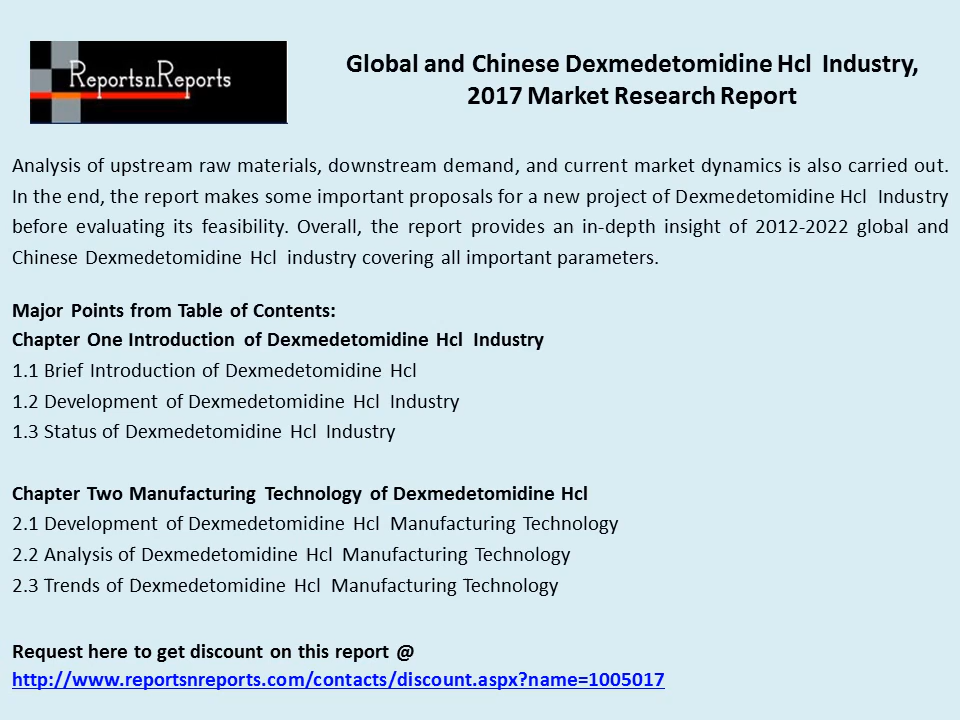 ReportsnReports
Global and Chinese Dexmedetomidine Hcl Industry,
2017 Market Research Report
Analysis of upstream raw materials, downstream demand, and current market dynamics is also carried out.
In the end, the report makes some important proposals for a new project of Dexmedetomidine Hcl Industry
before evaluating its feasibility. Overall, the report provides an in-depth insight of 2012-2022 global and
Chinese Dexmedetomidine Hcl industry covering all important parameters.
Major Points from Table of Contents:
Chapter One Introduction of Dexmedetomidine Hcl Industry
1.1 Brief Introduction of Dexmedetomidine Hcl
1.2 Development of Dexmedetomidine Hcl Industry
1.3 Status of Dexmedetomidine Hcl Industry
Chapter Two Manufacturing Technology of Dexmedetomidine Hcl
2.1 Development of Dexmedetomidine Hcl Manufacturing Technology
2.2 Analysis of Dexmedetomidine Hcl Manufacturing Technology
2.3 Trends of Dexmedetomidine Hcl Manufacturing Technology
Request here to get discount on this report @
http://www.reportsnreports.com/contacts/discount.aspx?name=1005017